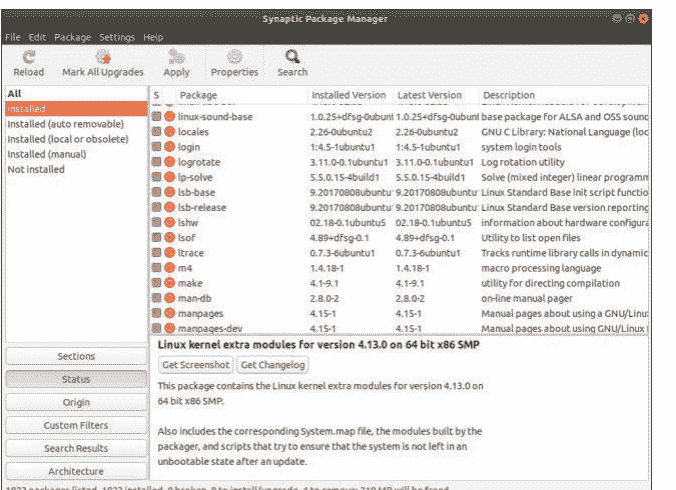 Synaptic Package Manager
File Edit Package Settings Help
Reload Mark All Upgrades Apply Properties Search
All
Installed
Installed (auto removable)
Installed (local or obsolete)
Installed (manual)
Not installed
S Package Installed Version Latest Version Description
linux-sound-base 1.0.25+dfsg-0ubunt 1.0.25+dfsg-0ubunt base package for ALSA and OSS soun
locales 2.26-0ubuntu2 2.26-0ubuntu2 GNU C Library: National Language (loc
login 1:4.5-1ubuntu1 1:4.5-1ubuntu1 system login tools
logrotate 3.11.0-0.1ubuntu1 3.11.0-0.1ubuntu1 Log rotation utility
lp-solve 5.5.0.15-4build1 5.5.0.15-4build1 Solve (mixed integer) linear programm
lsb-base 9.20170808ubuntu 9.20170808ubuntu Linux Standard Base init script functio
lsb-release 9.20170808ubuntu 9.20170808ubuntu Linux Standard Base version reporting
lshw 02.18-0.1ubuntu5 02.18-0.1ubuntu5 information about hardware configura
lsof 4.89+dfsg-0.1 4.89+dfsg-0.1 Utility to list open files
ltrace 0.7.3-6ubuntu1 0.7.3-6ubuntu1 Tracks runtime library calls in dynamic
m4 1.4.18-1 1.4.18-1 macro processing language
make 4.1-9.1 4.1-9.1 utility for directing compilation
man-db 2.8.0-2 2.8.0-2 on-line manual pager
manpages 4.15-1 4.15-1 Manual pages about using a GNU/Linu
manpages-dev 4.15-1 4.15-1 Manual pages about using GNU/Linux
Sections
Status
Origin
Custom Filters
Search Results
Architecture
Linux kernel extra modules for version 4.13.0 on 64 bit x86 SMP
Get Screenshot Get Changelog
This package contains the Linux kernel extra modules for version 4.13.0 on
64 bit x86 SMP.
Also includes the corresponding System.map file, the modules built by the
packager, and scripts that try to ensure that the system is not left in an
unbootable state after an update.